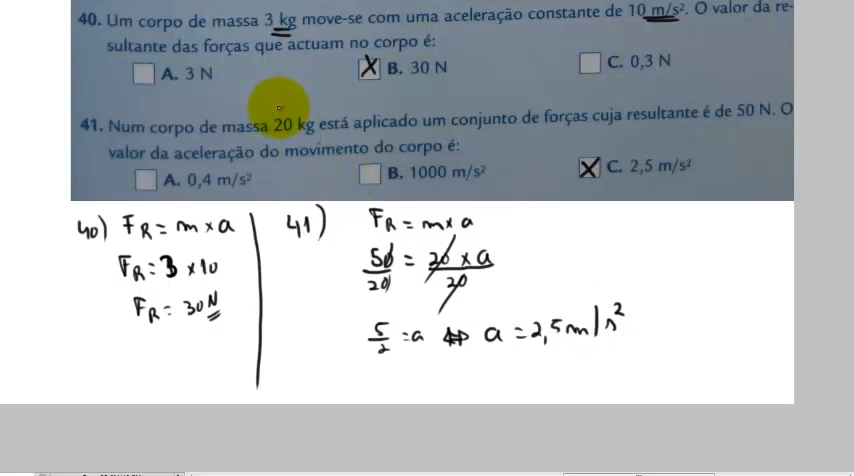 40. Um corpo de massa 3 kg move-se com uma aceleração constante de 10 m/s². O valor da re-
sultante das forças que actuam no corpo é:
A. 3 N
B. 30 N
C. 0,3 N
41. Num corpo de massa 20 kg está aplicado um conjunto de forças cuja resultante é de 50 N. O
valor da aceleração do movimento do corpo é:
A. 0,4 m/s²
B. 1000 m/s²
C. 2,5 m/s²
40) FR = m x a
FR = 3 x 10
FR = 30N
41) FR = m x a
50/20 = 20 x a/20
5/2 = a ⇔ a = 2,5 m/s²